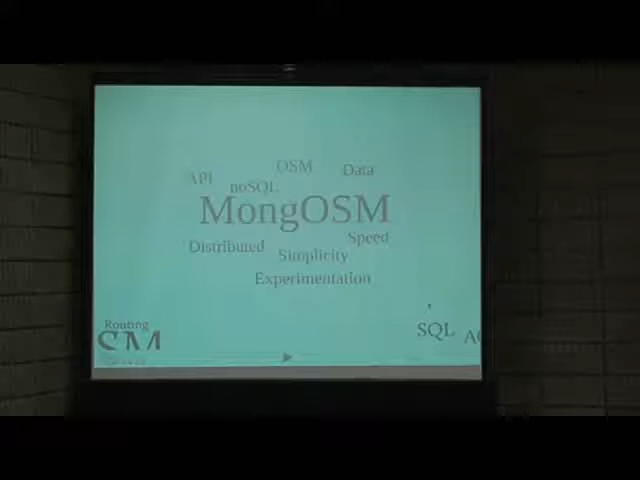 OSM Data
API
noSQL
MongOSM
Speed
Distributed
Simplicity
Experimentation
Routing
SQL